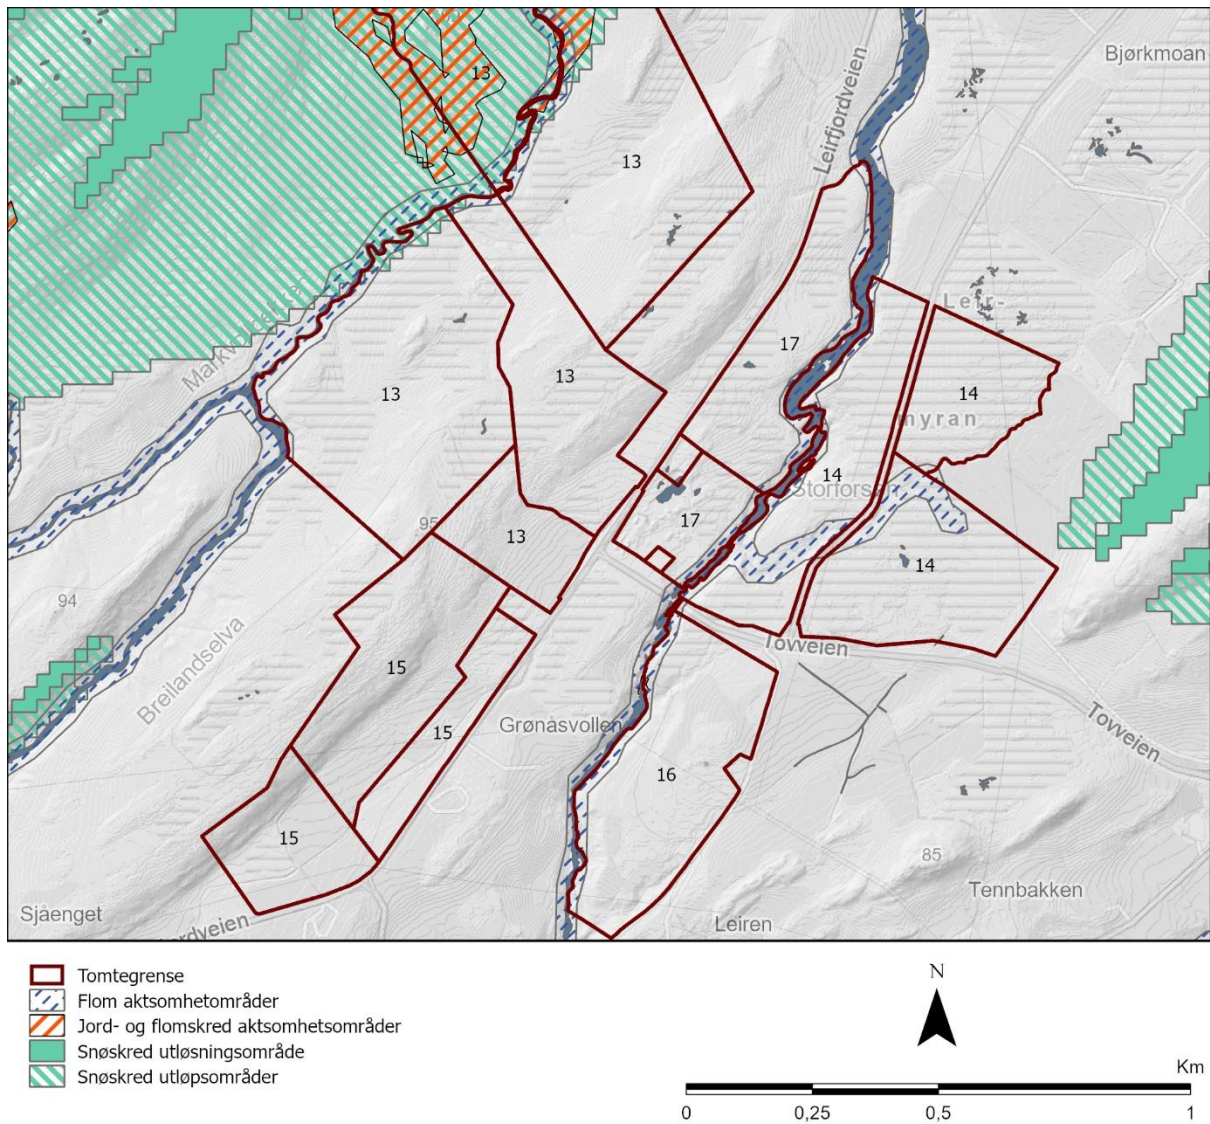 Bjørkmoan
13
Leirfjordveien
13
Leir-
17
13
13
14
myran
14
Storforsen
17
95
13
14
94
Tovveien
15
Breilandselva
Grønåsvollen
15
Tovveien
16
15
85
Tennbakken
Sjåenget
Leiren
Tomtegrense
Flom aktsomhetområder
Jord- og flomskred aktsomhetsområder
Snøskred utløsningsområde
Snøskred utløpsområder
N
Km
0
0,25
0,5
1